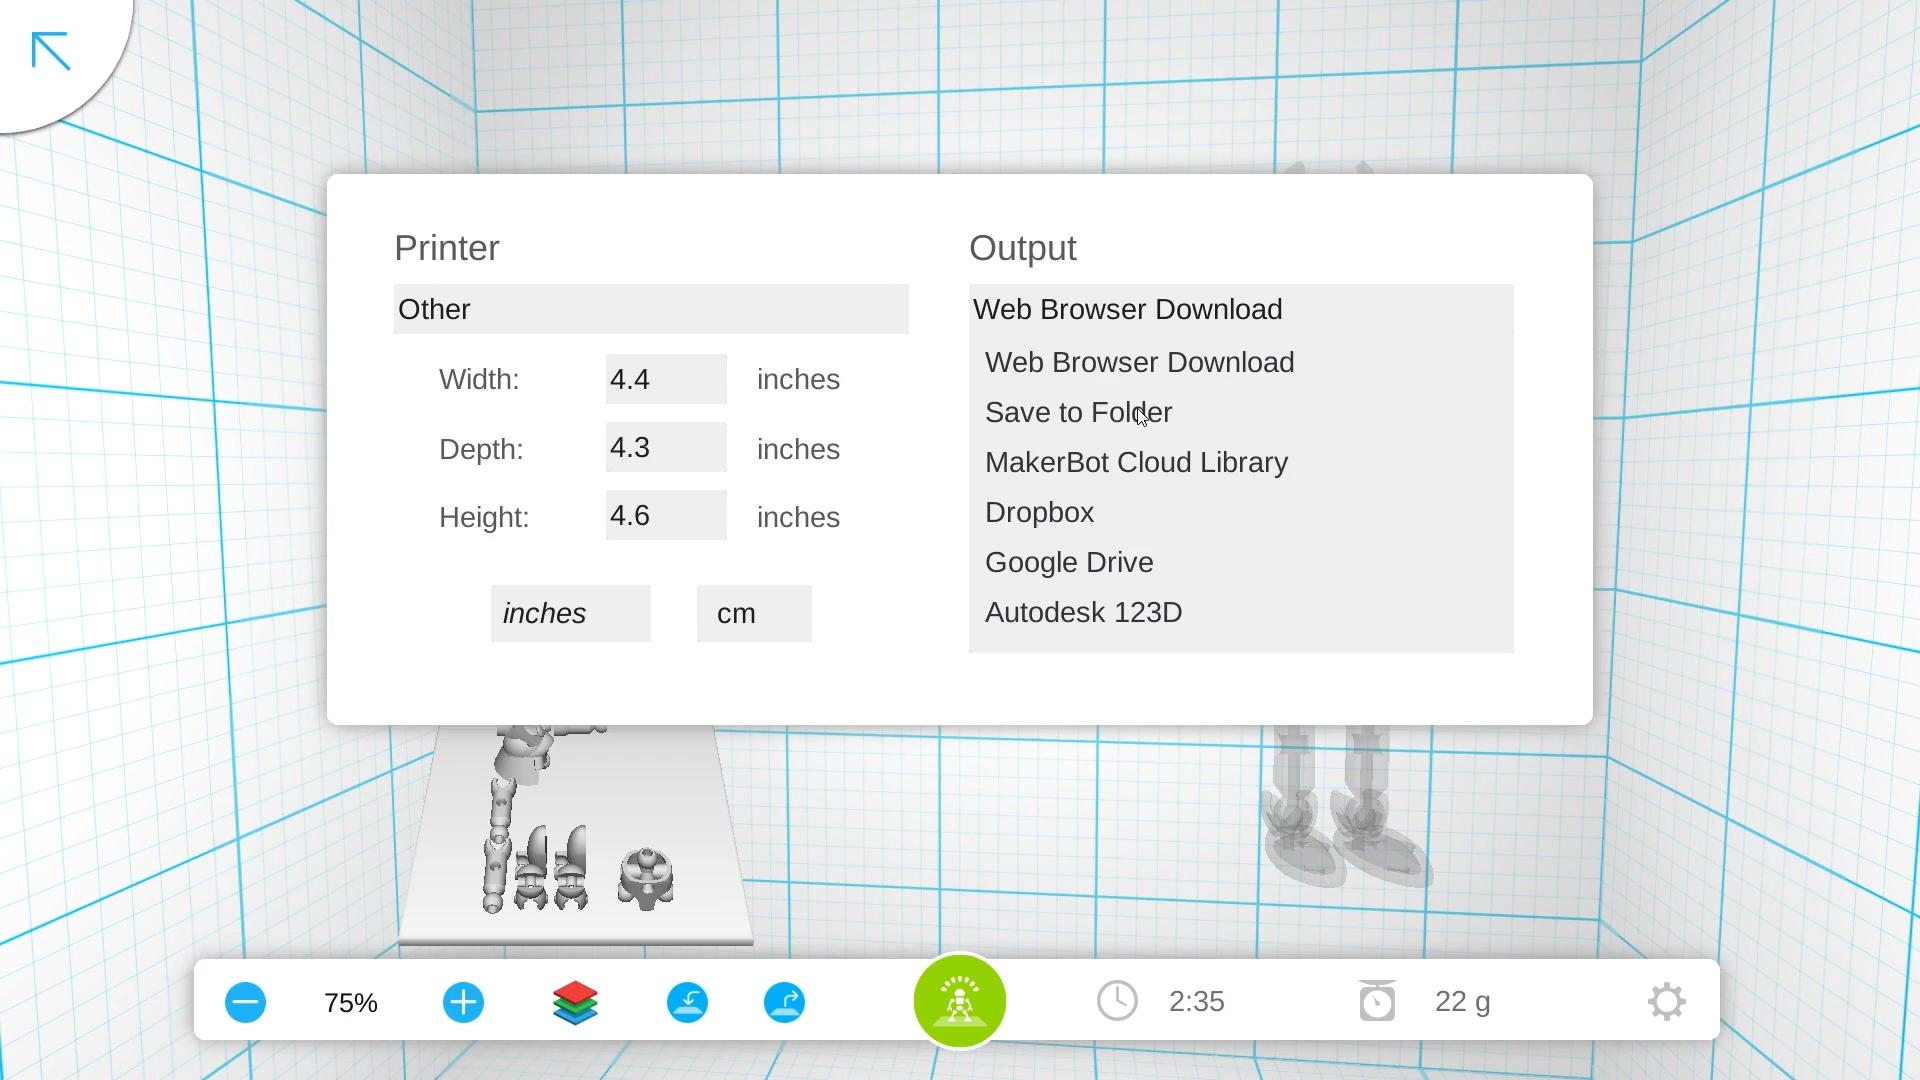 Printer
Other
Width: 4.4 inches
Depth: 4.3 inches
Height: 4.6 inches
inches cm
Output
Web Browser Download
Web Browser Download
Save to Folder
MakerBot Cloud Library
Dropbox
Google Drive
Autodesk 123D
75% 2:35 22 g